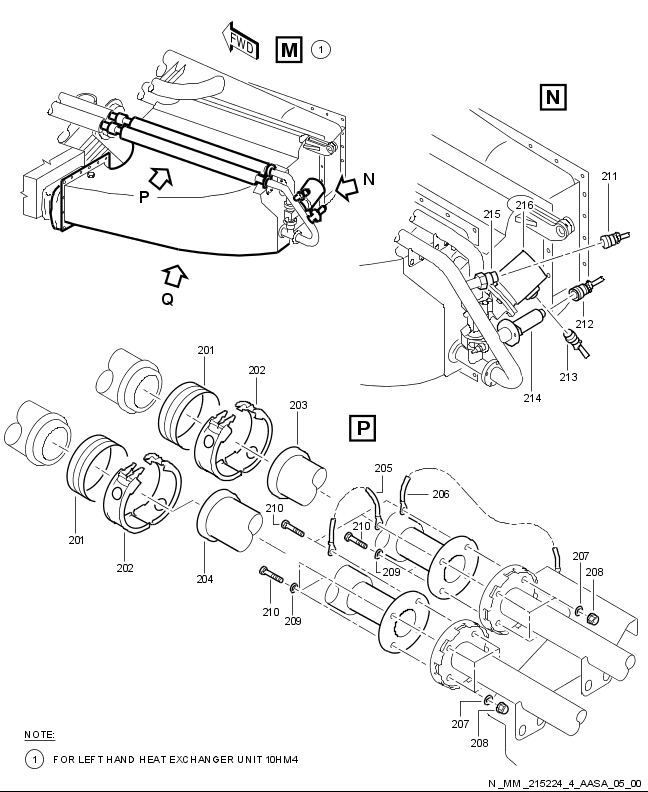 FWD
M
1
N
P
N
Q
211
216
215
212
213
214
201
202
203
P
205
206
210
210
201
202
204
209
207
208
210
209
207
208
NOTE:
1 FOR LEFT HAND HEAT EXCHANGER UNIT 10HM4
N_MM_215224_4_AASA_05_00